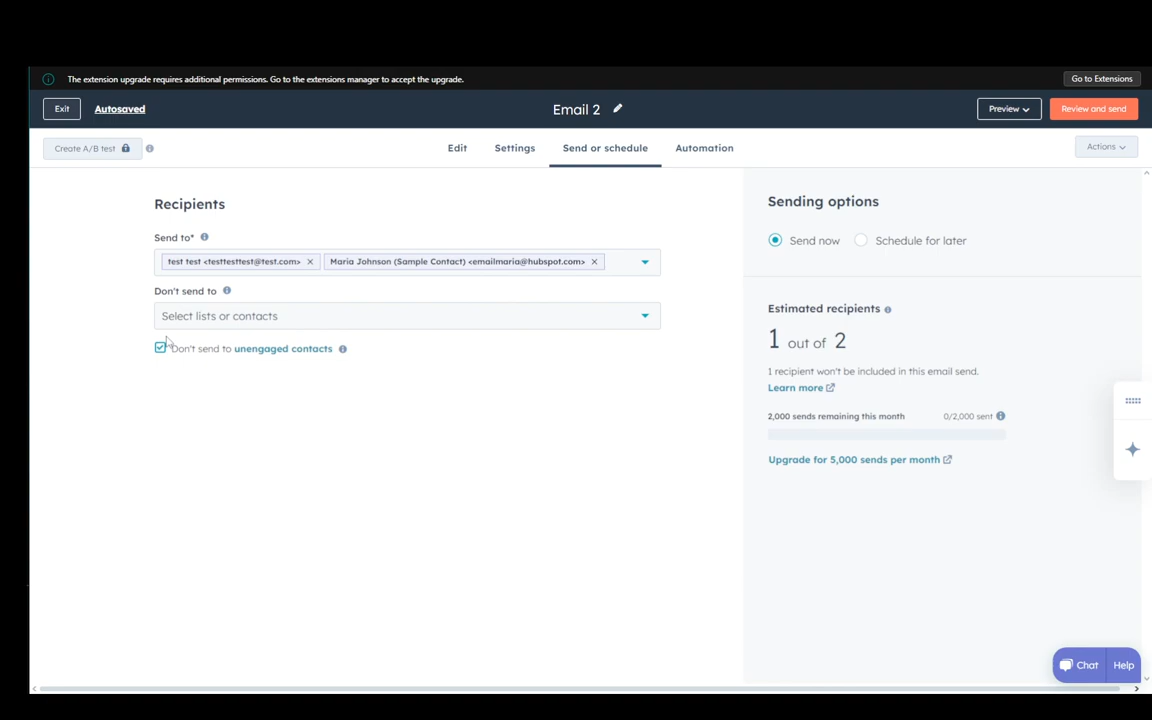 The extension upgrade requires additional permissions. Go to the extensions manager to accept the upgrade.
Go to Extensions
Exit
Autosaved
Email 2
Preview
Review and send
Create A/B test
Edit
Settings
Send or schedule
Automation
Actions
Recipients
Send to*
test test <testtesttest@test.com>
Maria Johnson (Sample Contact) <emailmaria@hubspot.com>
Don't send to
Select lists or contacts
Don't send to unengaged contacts
Sending options
Send now
Schedule for later
Estimated recipients
1 out of 2
1 recipient won't be included in this email send.
Learn more
2,000 sends remaining this month
0/2,000 sent
Upgrade for 5,000 sends per month
Chat
Help